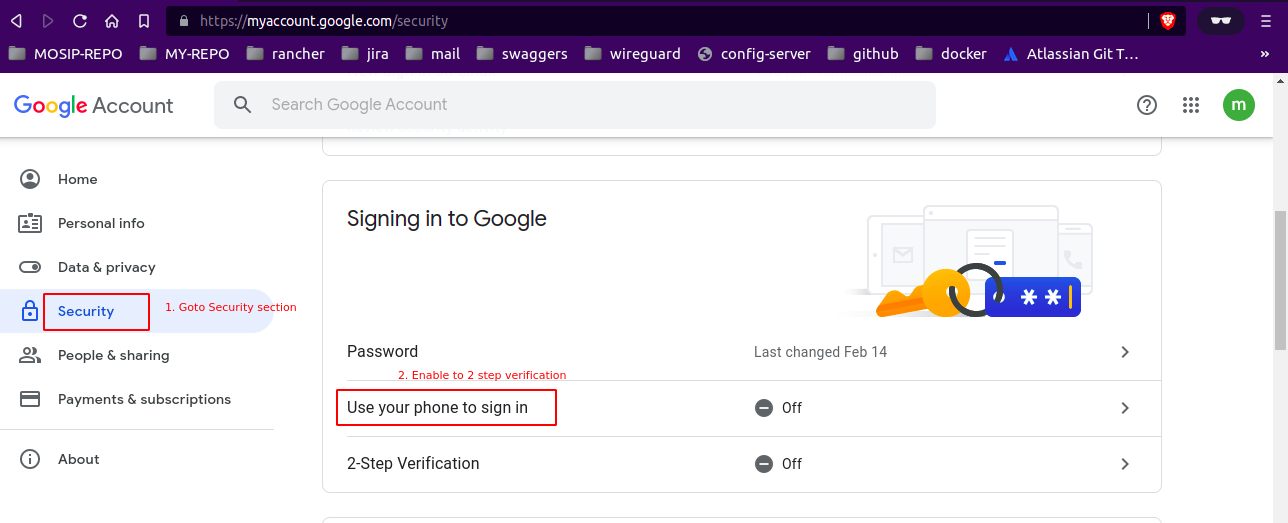 https://myaccount.google.com/security
MOSIP-REPO MY-REPO rancher jira mail swaggers wireguard config-server github docker Atlassian Git T… »
Google Account Search Google Account m
Home
Personal info
Data & privacy
Security 1. Goto Security section
People & sharing
Payments & subscriptions
About
Signing in to Google
Password Last changed Feb 14
2. Enable to 2 step verification
Use your phone to sign in Off
2-Step Verification Off